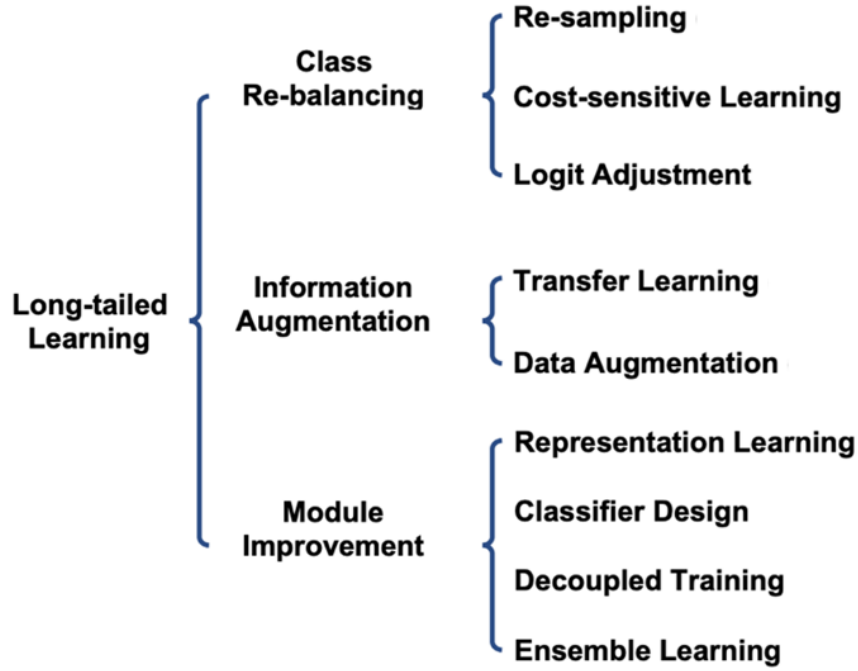 Long-tailed
Learning
Class
Re-balancing
Re-sampling
Cost-sensitive Learning
Logit Adjustment
Information
Augmentation
Transfer Learning
Data Augmentation
Module
Improvement
Representation Learning
Classifier Design
Decoupled Training
Ensemble Learning